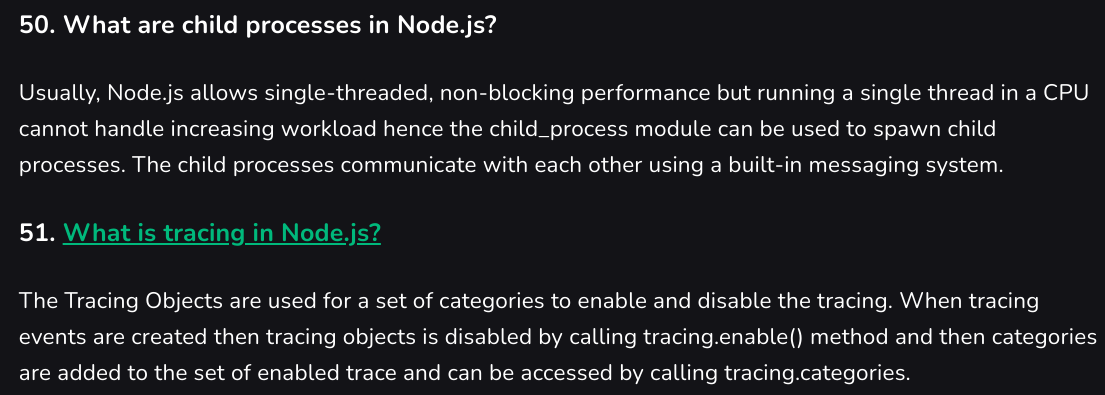 50. What are child processes in Node.js?
Usually, Node.js allows single-threaded, non-blocking performance but running a single thread in a CPU
cannot handle increasing workload hence the child_process module can be used to spawn child
processes. The child processes communicate with each other using a built-in messaging system.
51. What is tracing in Node.js?
The Tracing Objects are used for a set of categories to enable and disable the tracing. When tracing
events are created then tracing objects is disabled by calling tracing.enable() method and then categories
are added to the set of enabled trace and can be accessed by calling tracing.categories.